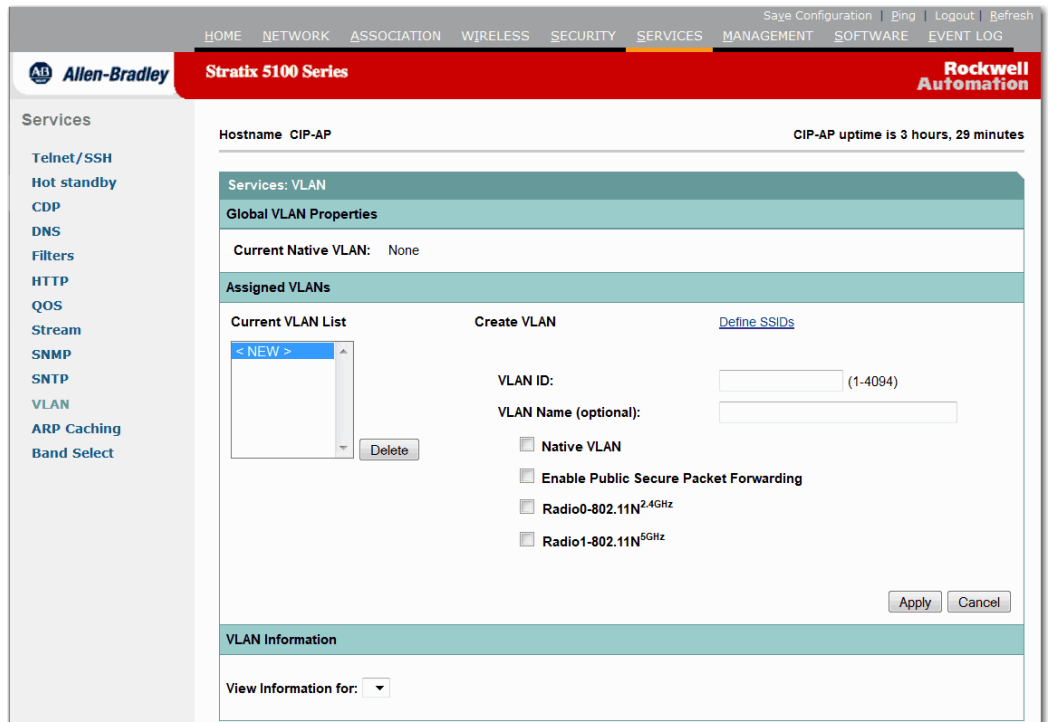 Save Configuration | Ping | Logout | Refresh
HOME NETWORK ASSOCIATION WIRELESS SECURITY SERVICES MANAGEMENT SOFTWARE EVENT LOG
AB Allen-Bradley
Stratix 5100 Series
Rockwell
Automation
Services
Telnet/SSH
Hot standby
CDP
DNS
Filters
HTTP
QOS
Stream
SNMP
SNTP
VLAN
ARP Caching
Band Select
Hostname CIP-AP
CIP-AP uptime is 3 hours, 29 minutes
Services: VLAN
Global VLAN Properties
Current Native VLAN: None
Assigned VLANs
Current VLAN List
< NEW >
Delete
Create VLAN
Define SSIDs
VLAN ID: (1-4094)
VLAN Name (optional):
Native VLAN
Enable Public Secure Packet Forwarding
Radio0-802.11N2.4GHz
Radio1-802.11N5GHz
Apply Cancel
VLAN Information
View Information for: